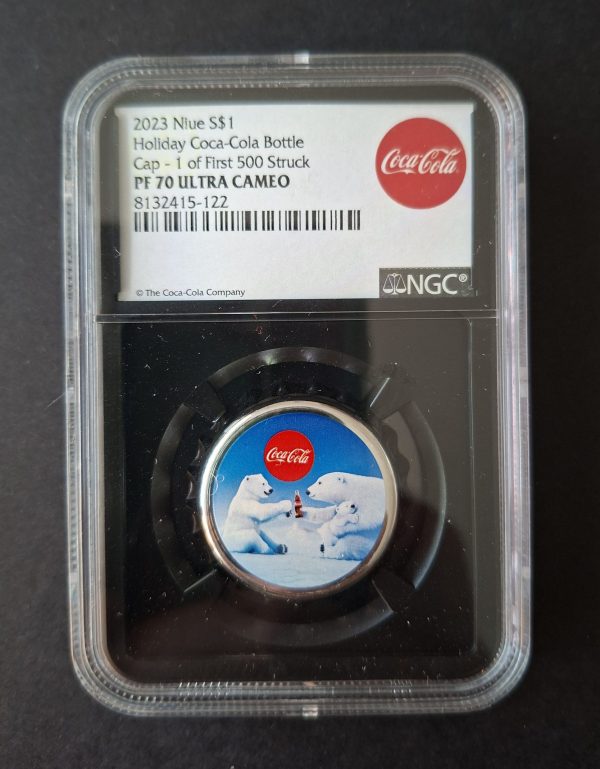 2023 Niue S$1
Holiday Coca-Cola Bottle
Cap - 1 of First 500 Struck
PF 70 ULTRA CAMEO
8132415-122
Coca-Cola
© The Coca-Cola Company
NGC®
Coca-Cola